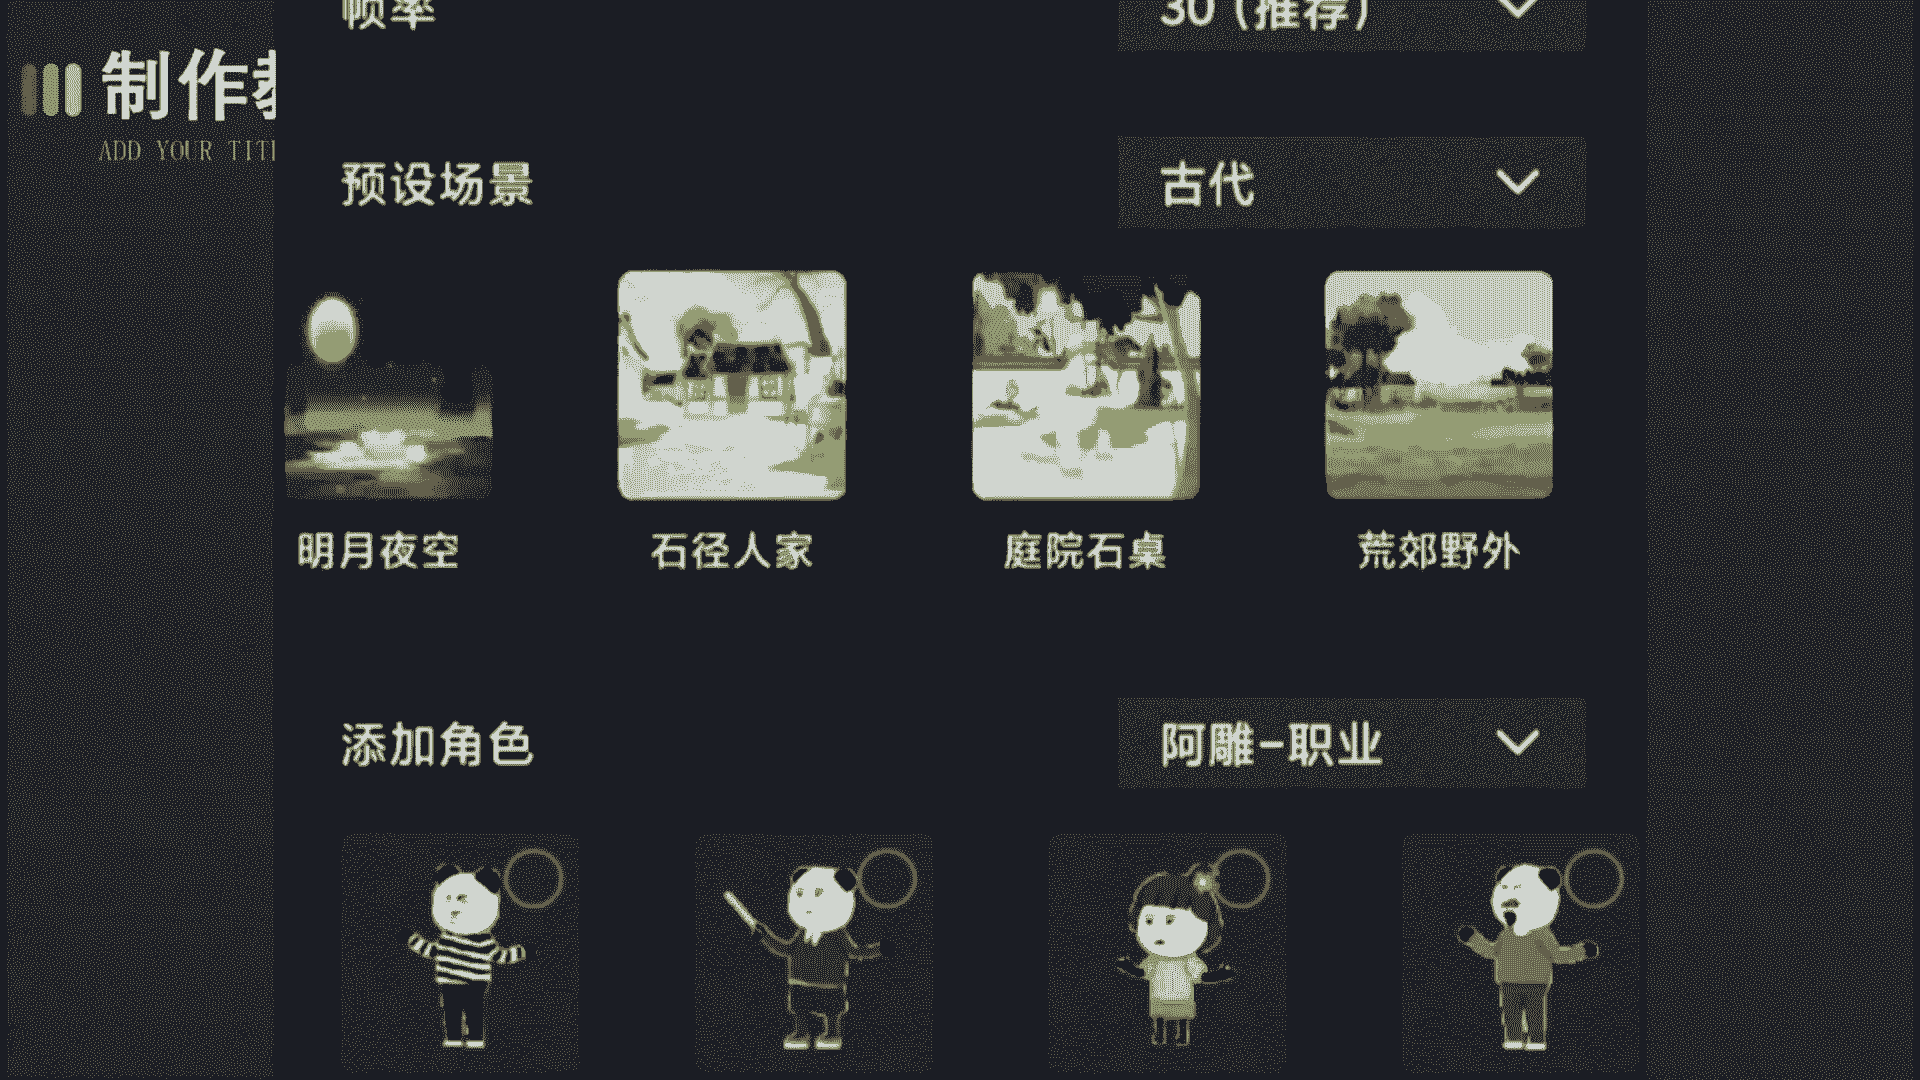 帧率
30（推荐）
制作教
ADD YOUR TIT
预设场景
古代
明月夜空
石径人家
庭院石桌
荒郊野外
添加角色
阿雕-职业